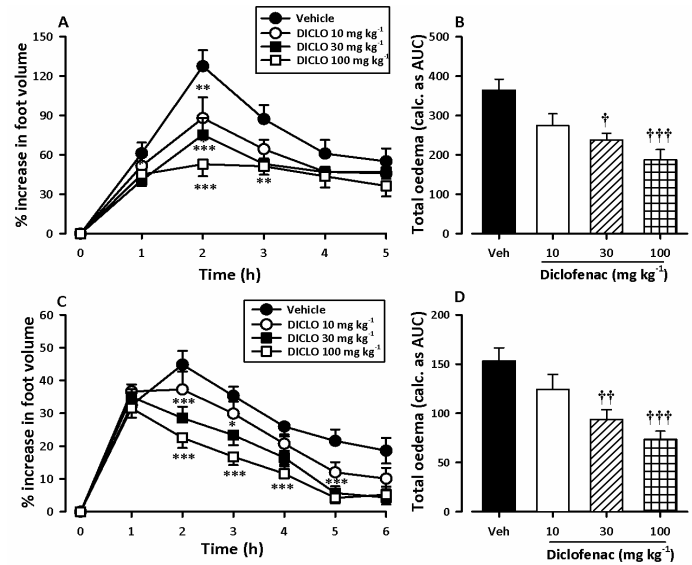 A
Vehicle
DICLO 10 mg kg-1
DICLO 30 mg kg-1
DICLO 100 mg kg-1
% increase in foot volume
150
120
90
60
30
0
**
***
***
**
0 1 2 3 4 5
Time (h)
B
Total oedema (calc. as AUC)
500
400
300
200
100
0
†
†††
Veh 10 30 100
Diclofenac (mg kg-1)
C
Vehicle
DICLO 10 mg kg-1
DICLO 30 mg kg-1
DICLO 100 mg kg-1
% increase in foot volume
60
50
40
30
20
10
0
***
*
***
***
***
***
0 1 2 3 4 5 6
Time (h)
D
Total oedema (calc. as AUC)
200
150
100
50
0
††
†††
Veh 10 30 100
Diclofenac (mg kg-1)